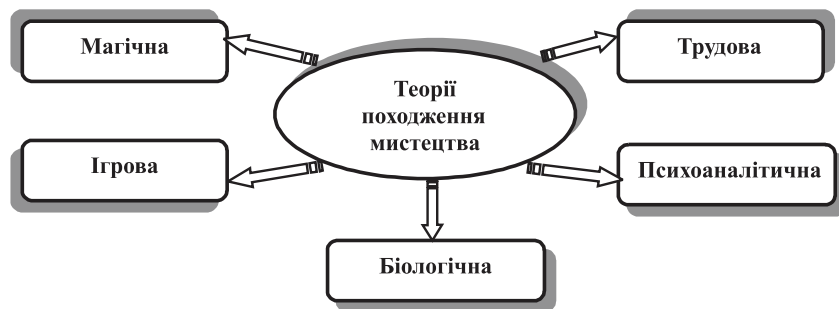 Магічна
Трудова
Теорії
походження
мистецтва
Ігрова
Психоаналітична
Біологічна